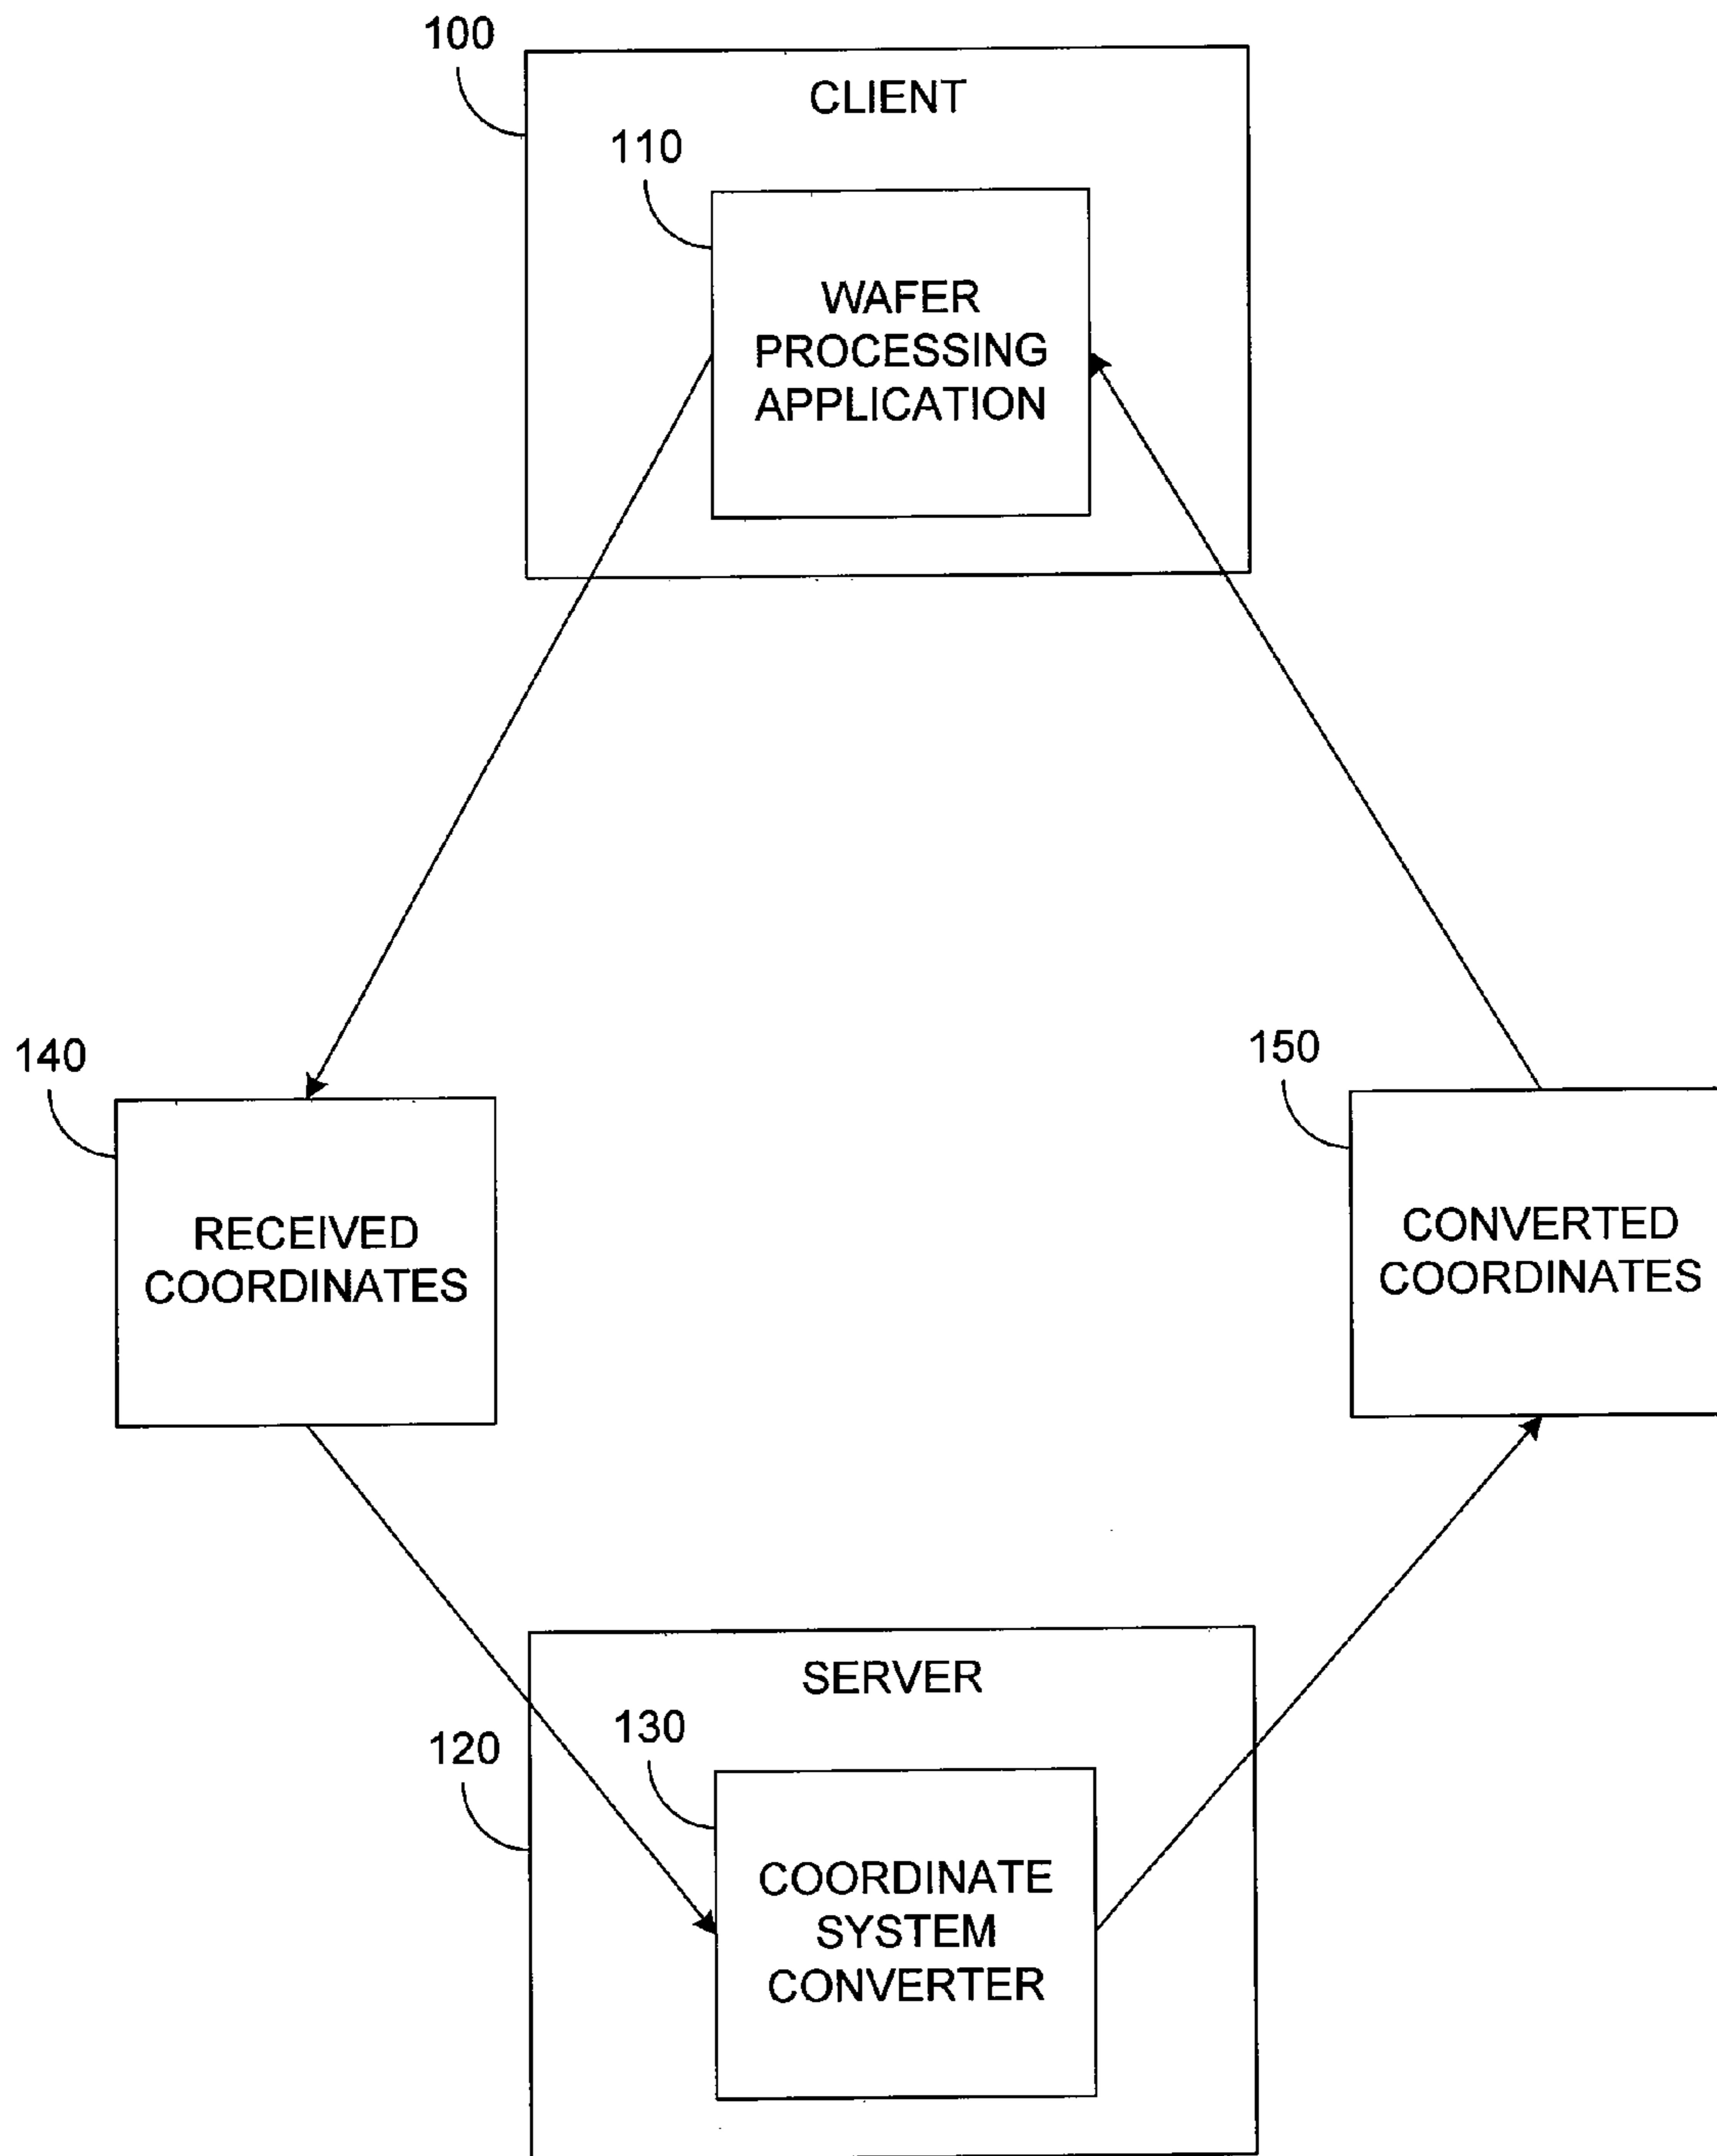 100
CLIENT
110
WAFER
PROCESSING
APPLICATION
140
RECEIVED
COORDINATES
150
CONVERTED
COORDINATES
SERVER
120
130
COORDINATE
SYSTEM
CONVERTER